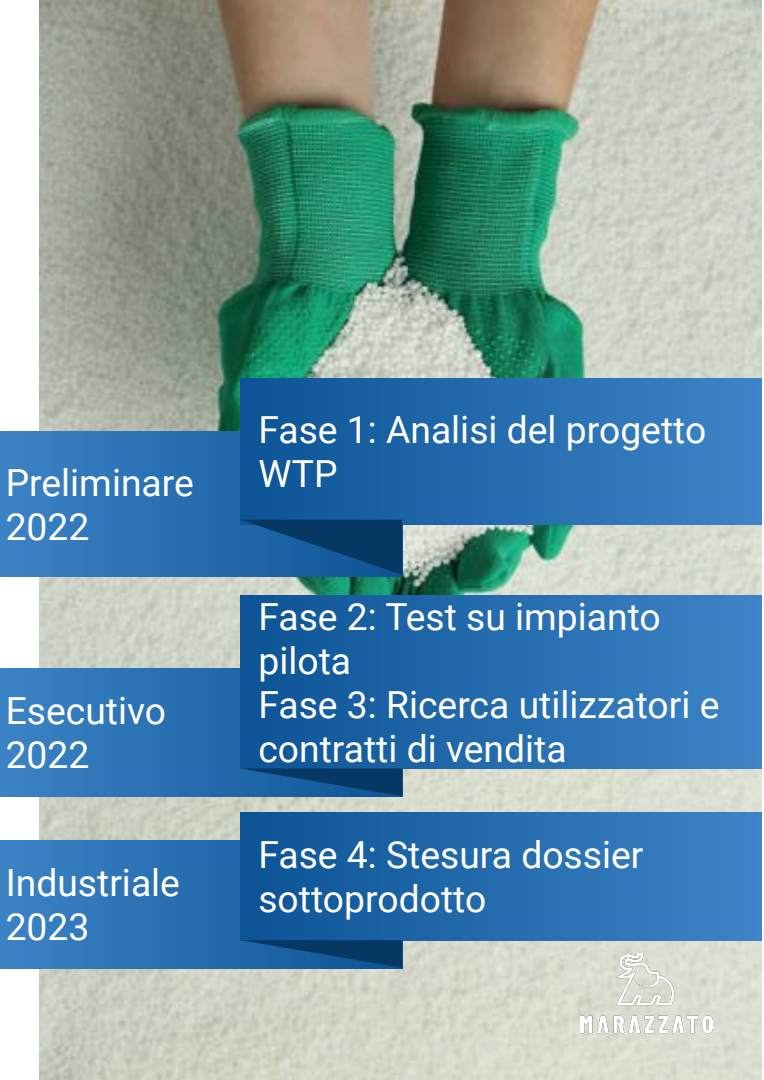 Preliminare
2022
Fase 1: Analisi del progetto
WTP
Esecutivo
2022
Fase 2: Test su impianto
pilota
Fase 3: Ricerca utilizzatori e
contratti di vendita
Industriale
2023
Fase 4: Stesura dossier
sottoprodotto
MARAZZATO